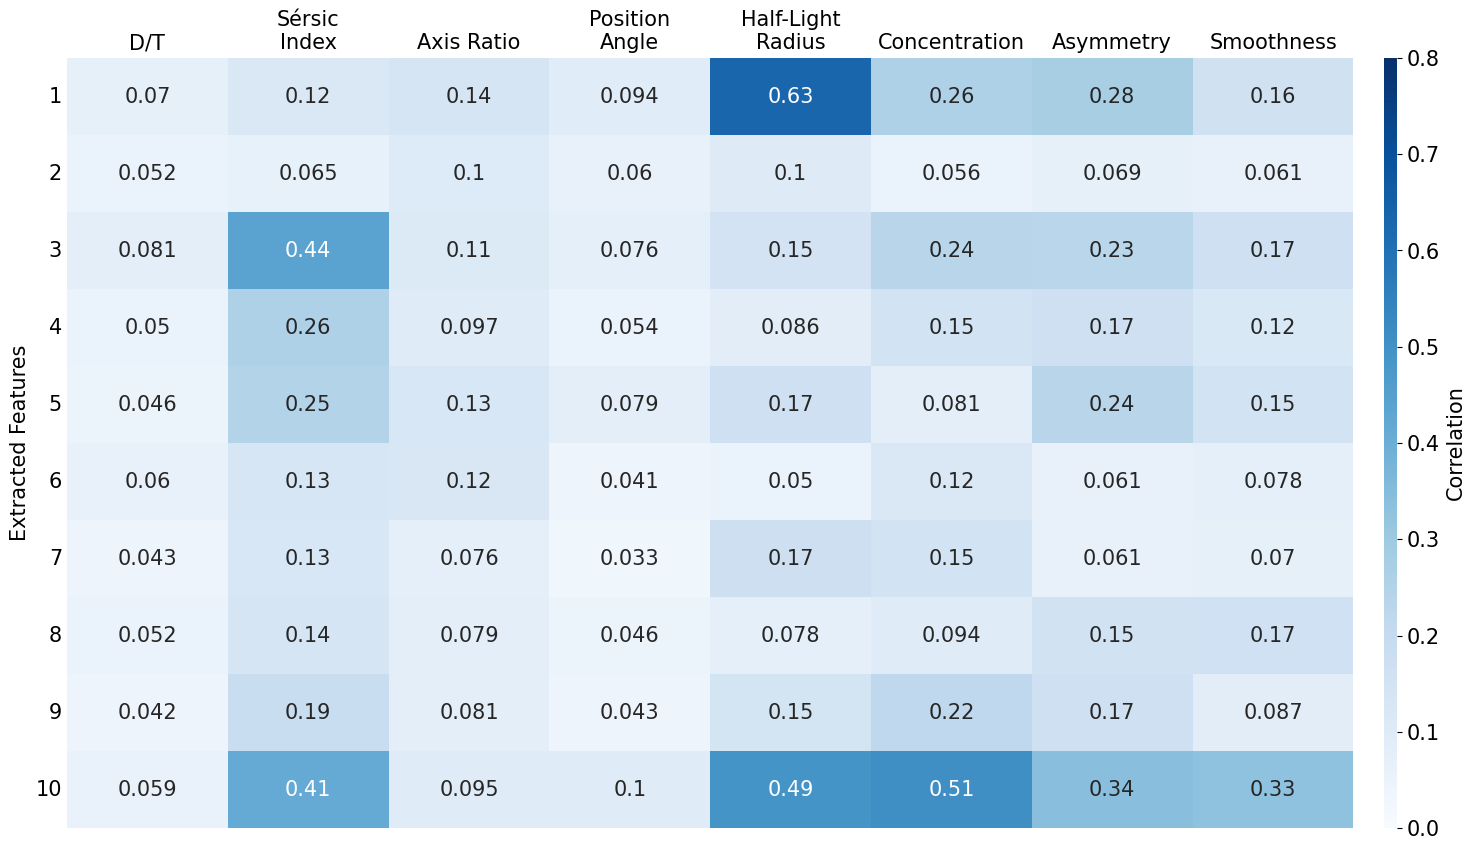 Sérsic Position Half-Light
D/T Index Axis Ratio Angle Radius Concentration Asymmetry Smoothness
1 0.07 0.12 0.14 0.094 0.63 0.26 0.28 0.16
2 0.052 0.065 0.1 0.06 0.1 0.056 0.069 0.061
3 0.081 0.44 0.11 0.076 0.15 0.24 0.23 0.17
4 0.05 0.26 0.097 0.054 0.086 0.15 0.17 0.12
5 0.046 0.25 0.13 0.079 0.17 0.081 0.24 0.15
6 0.06 0.13 0.12 0.041 0.05 0.12 0.061 0.078
7 0.043 0.13 0.076 0.033 0.17 0.15 0.061 0.07
8 0.052 0.14 0.079 0.046 0.078 0.094 0.15 0.17
9 0.042 0.19 0.081 0.043 0.15 0.22 0.17 0.087
10 0.059 0.41 0.095 0.1 0.49 0.51 0.34 0.33
Extracted Features
0.8
0.7
0.6
0.5
0.4
0.3
0.2
0.1
0.0
Correlation